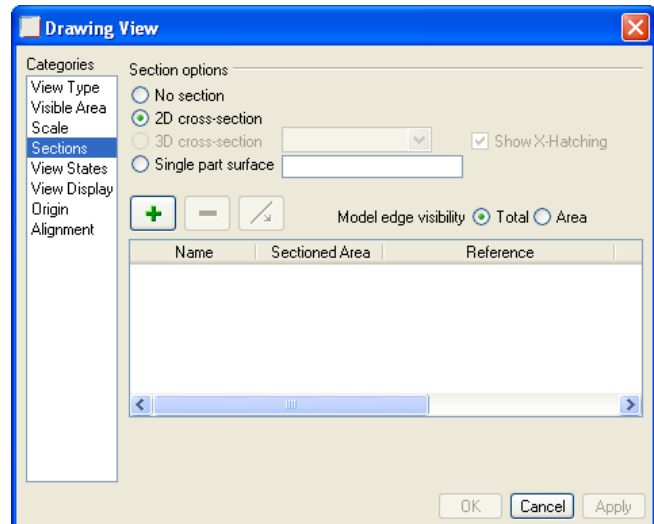 Drawing View
Categories
View Type
Visible Area
Scale
Sections
View States
View Display
Origin
Alignment
Section options
No section
2D cross-section
3D cross-section
Show X-Hatching
Single part surface
Model edge visibility Total Area
Name Sectioned Area Reference
OK Cancel Apply